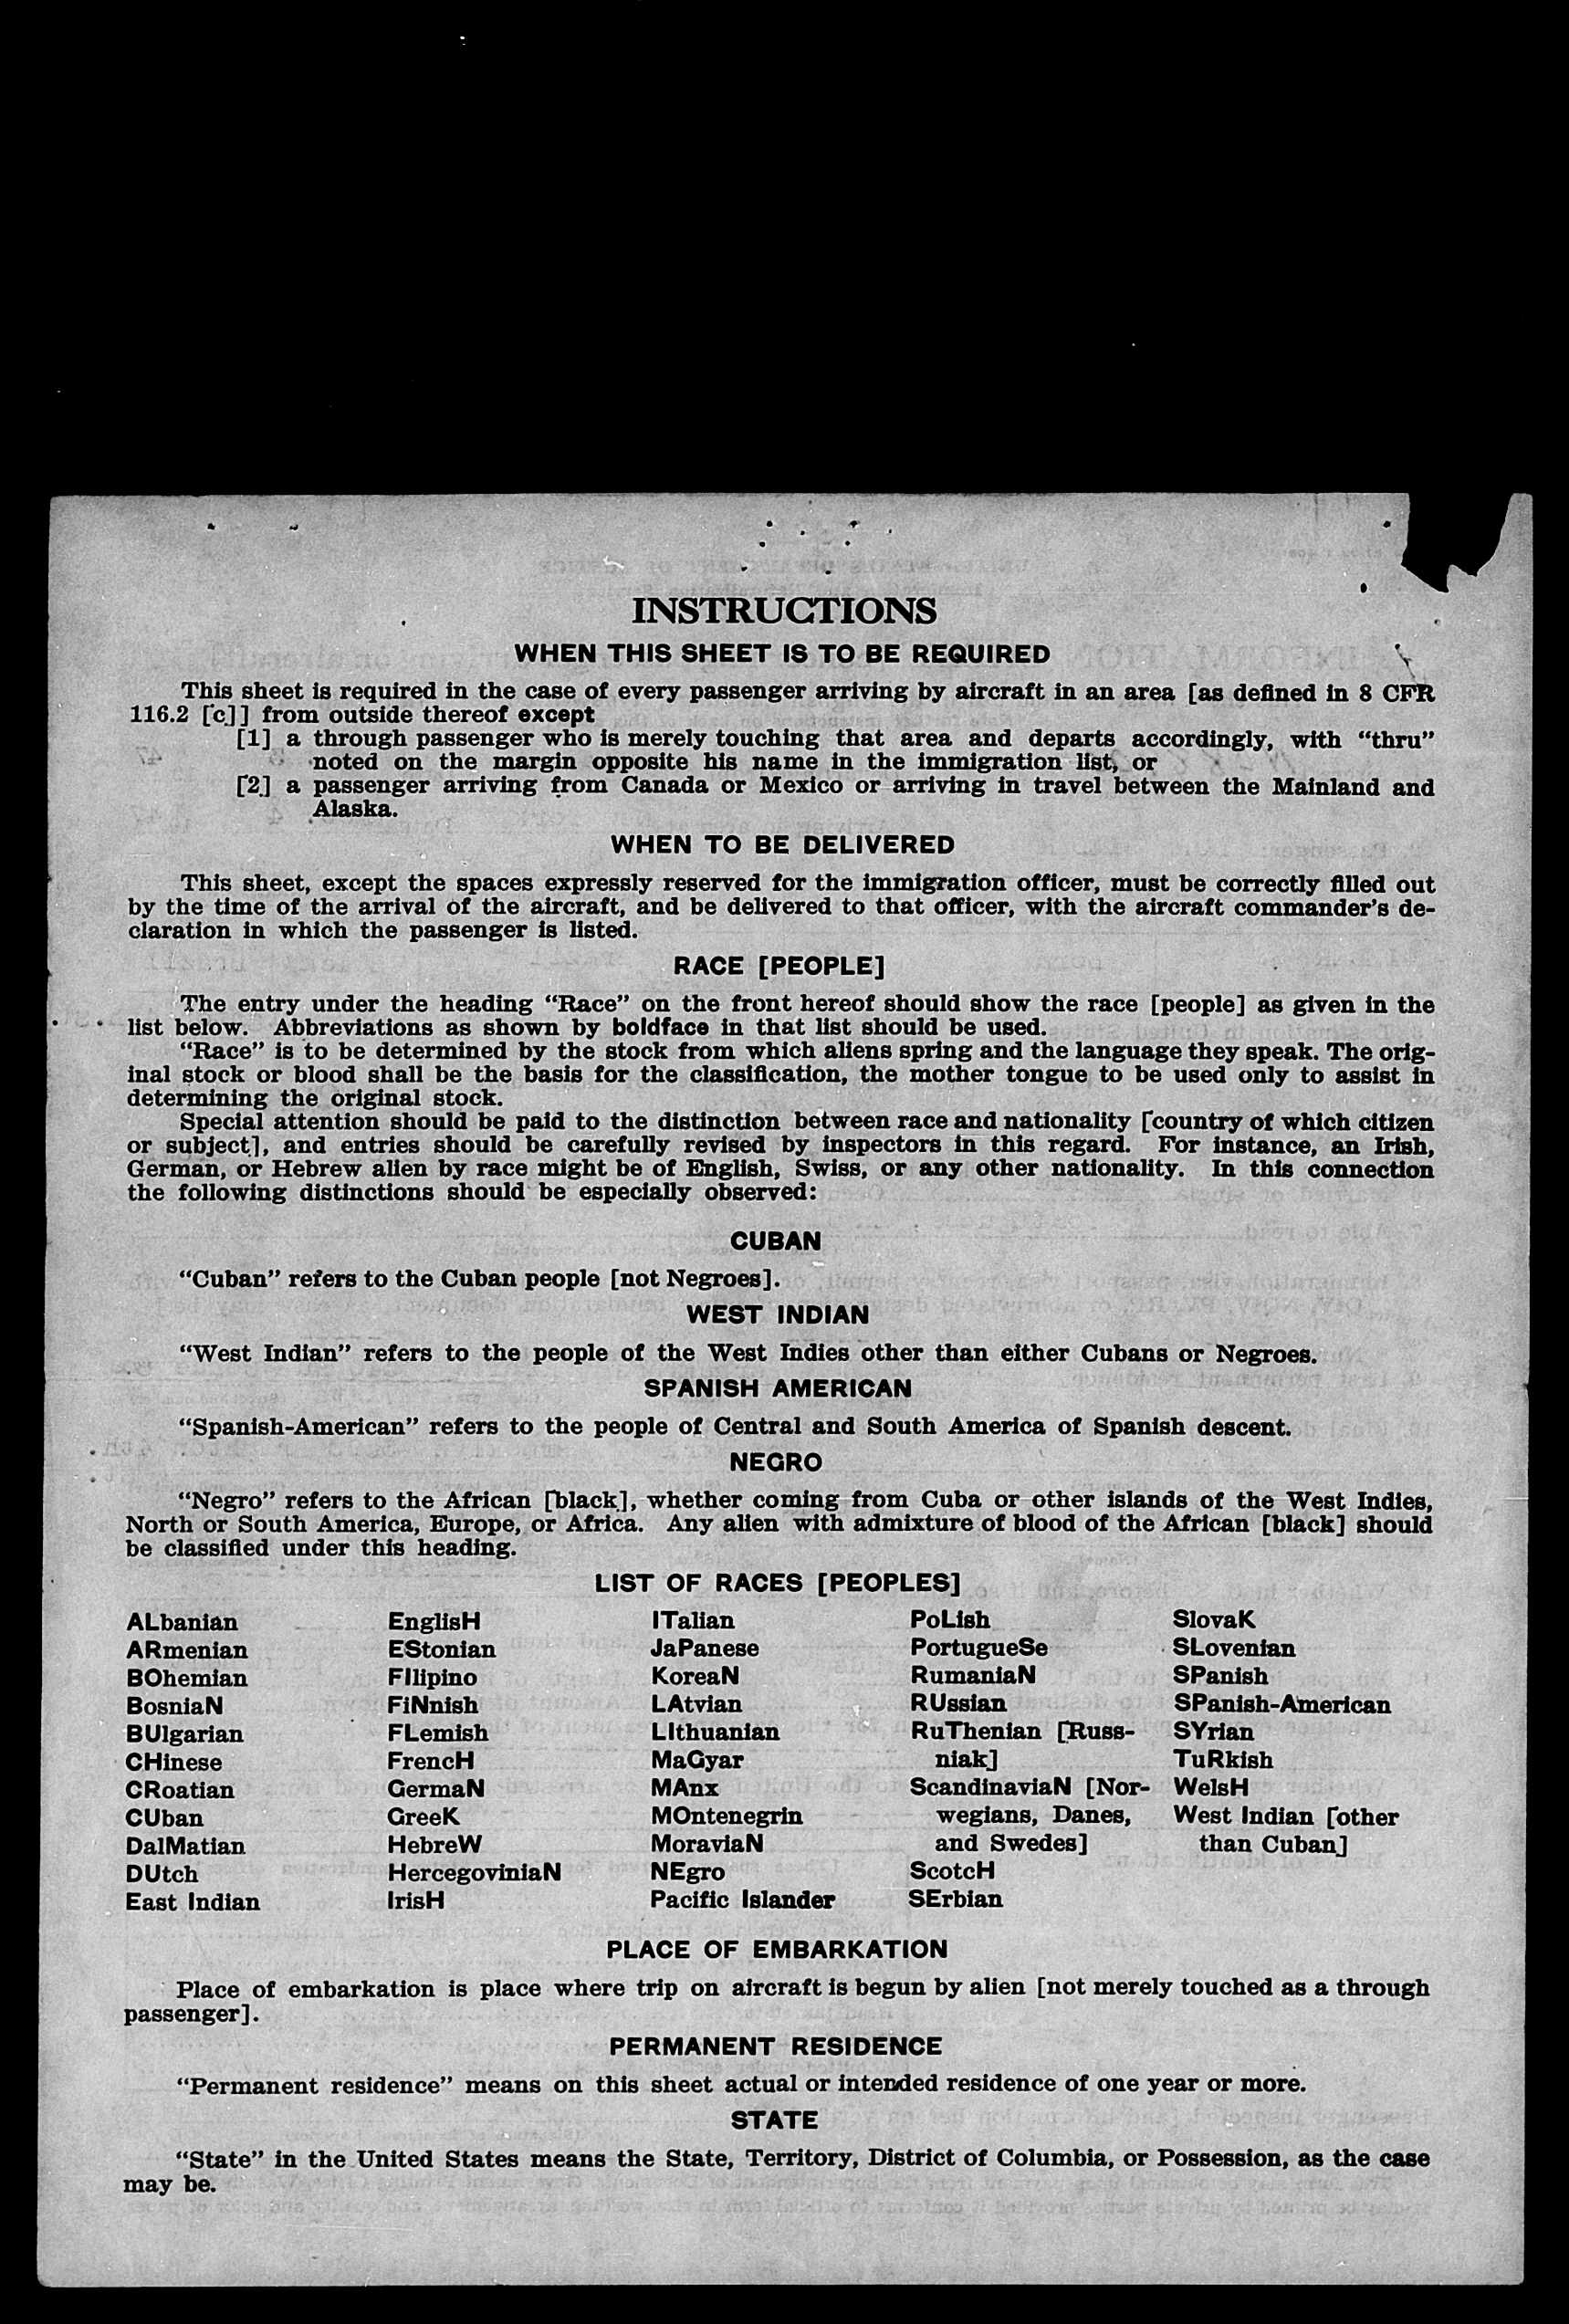 INSTRUCTIONS
WHEN THIS SHEET IS TO BE REQUIRED
This sheet is required in the case of every passenger arriving by aircraft in an area [as defined in 8 CFR
116.2 [c]] from outside thereof except
[1] a through passenger who is merely touching that area and departs accordingly, with “thru”
noted on the margin opposite his name in the immigration list, or
[2] a passenger arriving from Canada or Mexico or arriving in travel between the Mainland and
Alaska.
WHEN TO BE DELIVERED
This sheet, except the spaces expressly reserved for the immigration officer, must be correctly filled out
by the time of the arrival of the aircraft, and be delivered to that officer, with the aircraft commander’s de-
claration in which the passenger is listed.
RACE [PEOPLE]
The entry under the heading “Race” on the front hereof should show the race [people] as given in the
list below. Abbreviations as shown by boldface in that list should be used.
“Race” is to be determined by the stock from which aliens spring and the language they speak. The orig-
inal stock or blood shall be the basis for the classification, the mother tongue to be used only to assist in
determining the original stock.
Special attention should be paid to the distinction between race and nationality [country of which citizen
or subject], and entries should be carefully revised by inspectors in this regard. For instance, an Irish,
German, or Hebrew alien by race might be of English, Swiss, or any other nationality. In this connection
the following distinctions should be especially observed:
CUBAN
“Cuban” refers to the Cuban people [not Negroes].
WEST INDIAN
“West Indian” refers to the people of the West Indies other than either Cubans or Negroes.
SPANISH AMERICAN
“Spanish-American” refers to the people of Central and South America of Spanish descent.
NEGRO
“Negro” refers to the African [black], whether coming from Cuba or other islands of the West Indies,
North or South America, Europe, or Africa. Any alien with admixture of blood of the African [black] should
be classified under this heading.
LIST OF RACES [PEOPLES]
ALbanian
ARmenian
BOhemian
BosniaN
BUlgarian
CHinese
CRoatian
CUban
DalMatian
DUtch
East Indian
EnglisH
EStonian
FIlipino
FiNnish
FLemish
FrencH
GermaN
GreeK
HebreW
HercegoviniaN
IrisH
ITalian
JaPanese
KoreaN
LAtvian
LIthuanian
MaGyar
MAnx
MOntenegrin
MoraviaN
NEgro
Pacific Islander
PoLish
PortugueSe
RumaniaN
RUssian
RuThenian [Russ-
niak]
ScandinaviaN [Nor-
wegians, Danes,
and Swedes]
ScotcH
SErbian
SlovaK
SLovenian
SPanish
SPanish-American
SYrian
TuRkish
WelsH
West Indian [other
than Cuban]
PLACE OF EMBARKATION
Place of embarkation is place where trip on aircraft is begun by alien [not merely touched as a through
passenger].
PERMANENT RESIDENCE
“Permanent residence” means on this sheet actual or intended residence of one year or more.
STATE
“State” in the United States means the State, Territory, District of Columbia, or Possession, as the case
may be.